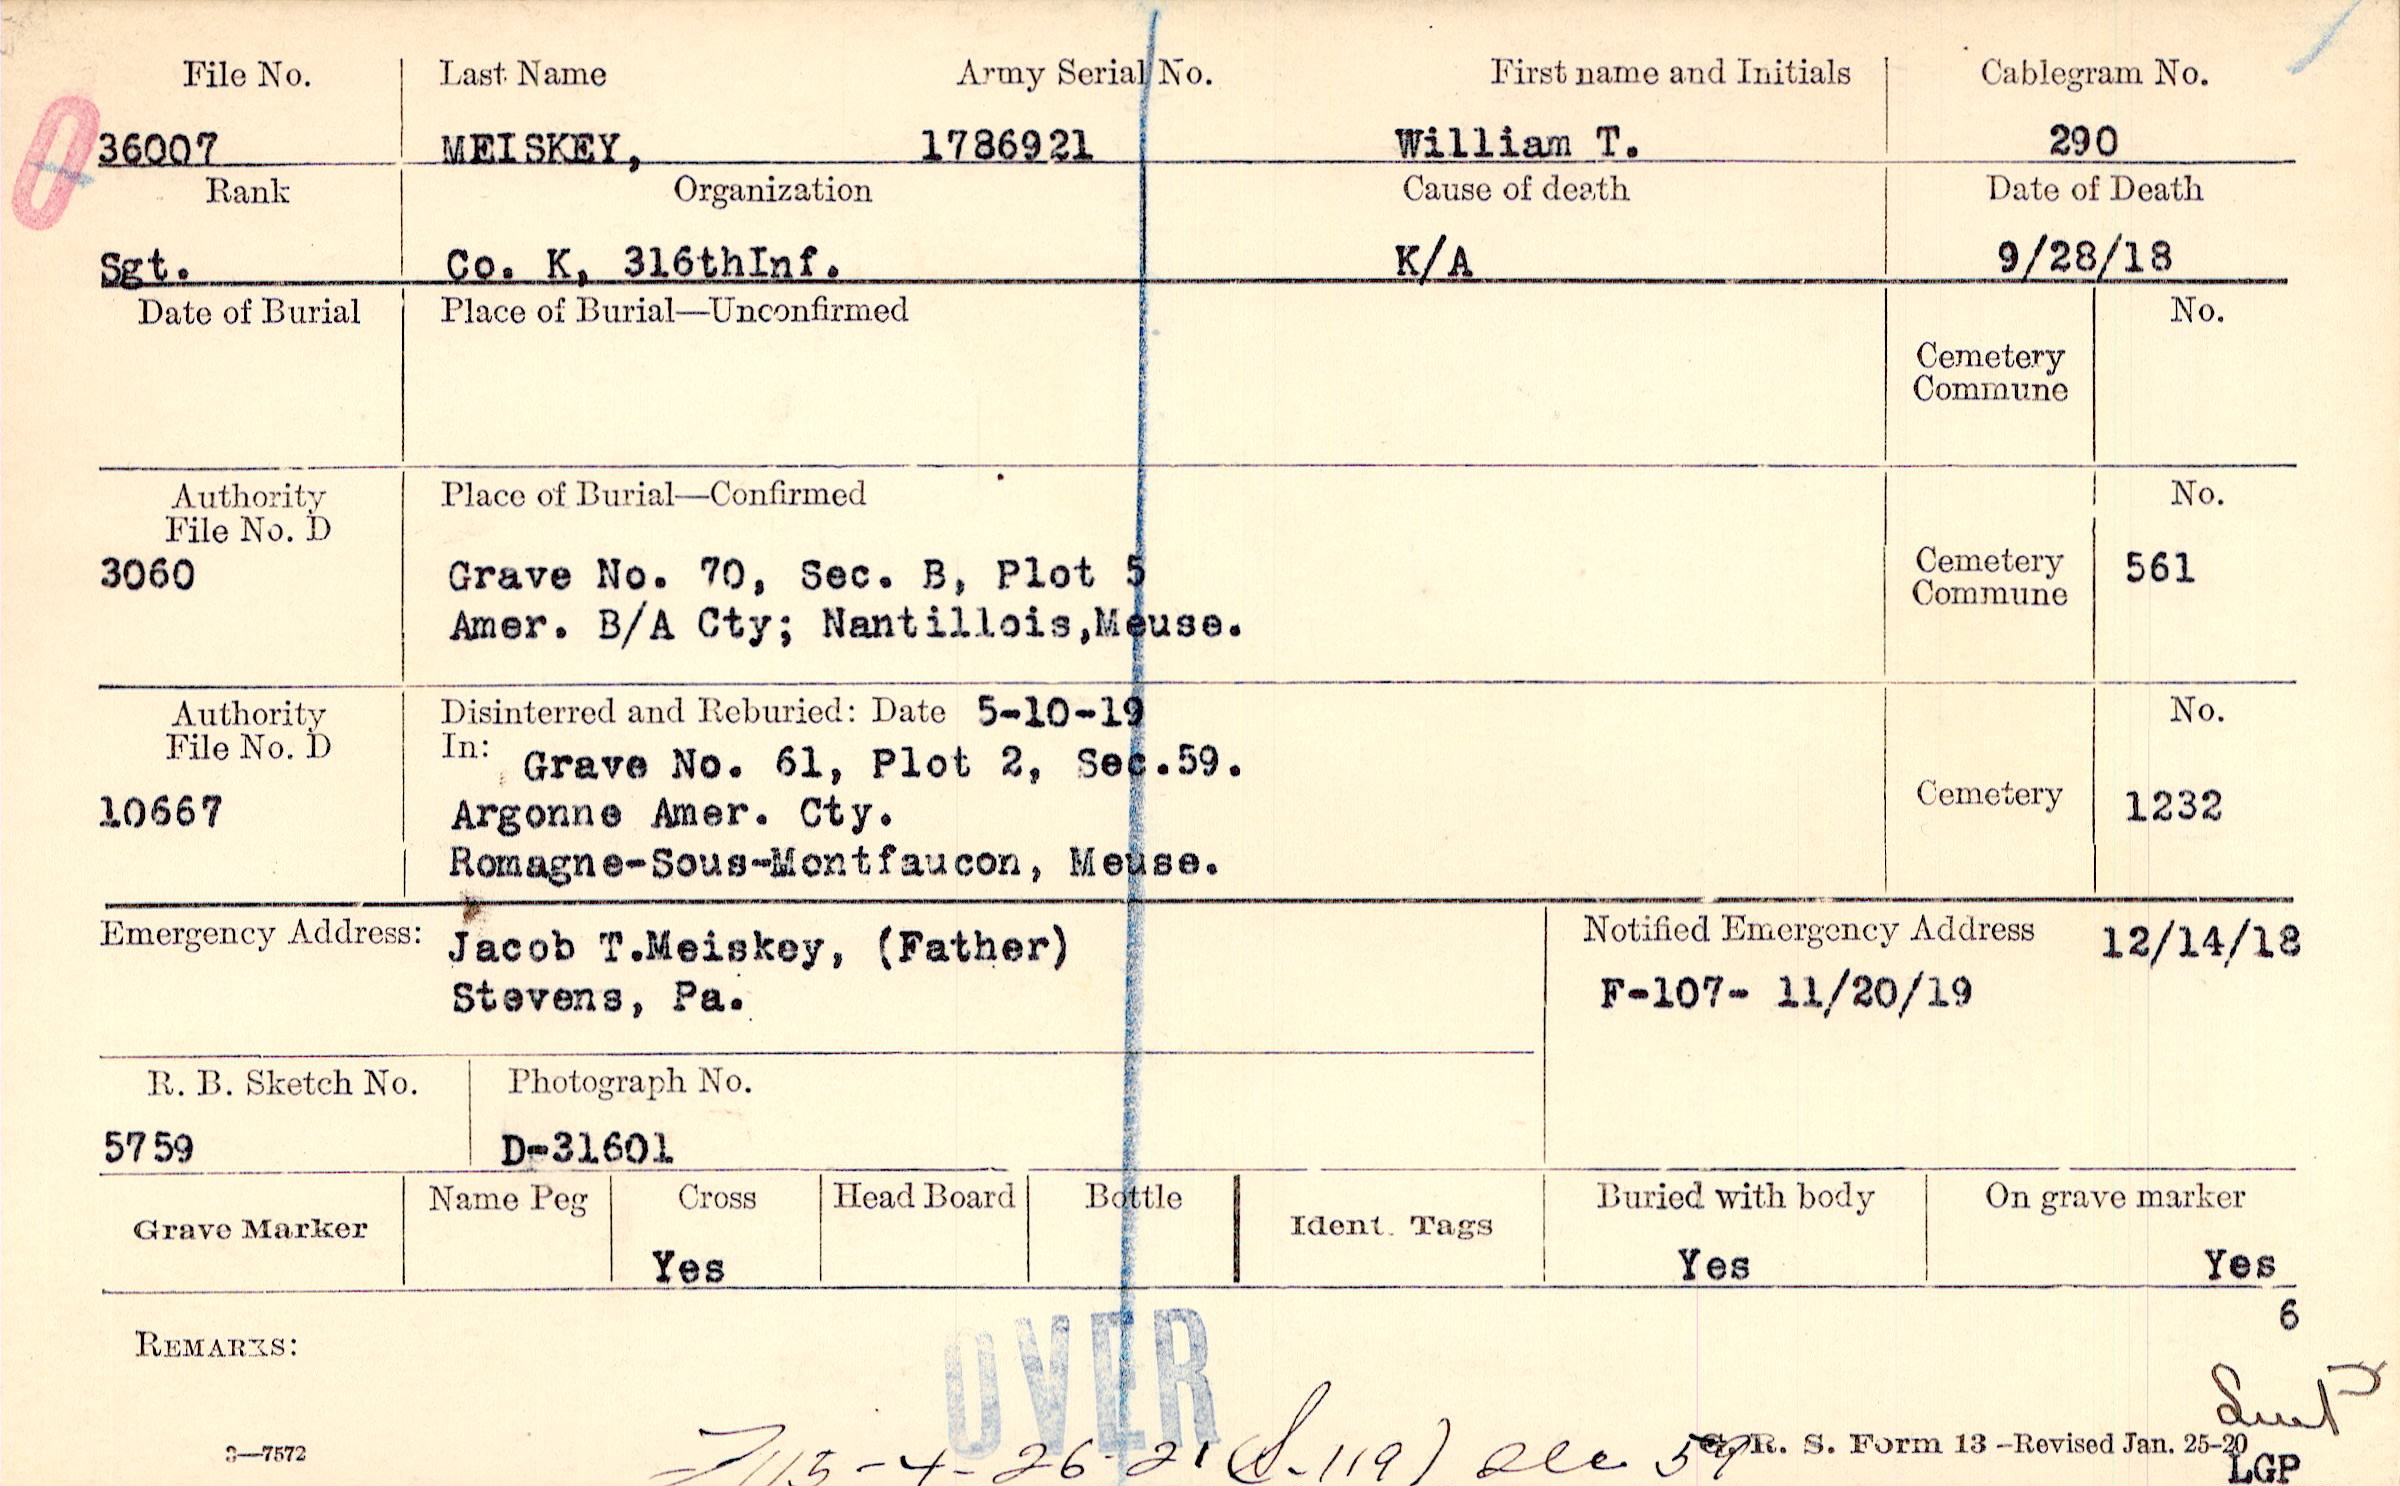 File No. Last Name Army Serial No. First name and Initials Cablegram No.
36007 MEISKEY, 1786921 William T. 290
Rank Organization Cause of death Date of Death
Sgt. Co. K, 316thInf. K/A 9/28/18
Date of Burial Place of Burial—Unconfirmed No.
Cemetery
Commune
Authority Place of Burial—Confirmed No.
File No. D
3060 Grave No. 70, Sec. B, Plot 5 Cemetery 561
Commune
Amer. B/A Cty; Nantillois,Meuse.
Authority Disinterred and Reburied: Date 5-10-19 No.
File No. D In: Grave No. 61, Plot 2, Sec.59.
10667 Argonne Amer. Cty. Cemetery 1232
Romagne-Sous-Montfaucon, Meuse.
Emergency Address: Jacob T.Meiskey, (Father) Notified Emergency Address 12/14/18
Stevens, Pa. F-107- 11/20/19
R. B. Sketch No. Photograph No.
5759 D-31601
Grave Marker Name Peg Cross Head Board Bottle Ident. Tags Buried with body On grave marker
Yes Yes Yes
6
REMARKS:
OVER
3—7572 115-4-26-21 (S-119) 59 G. R. S. Form 13 -Revised Jan. 25-20
LGP